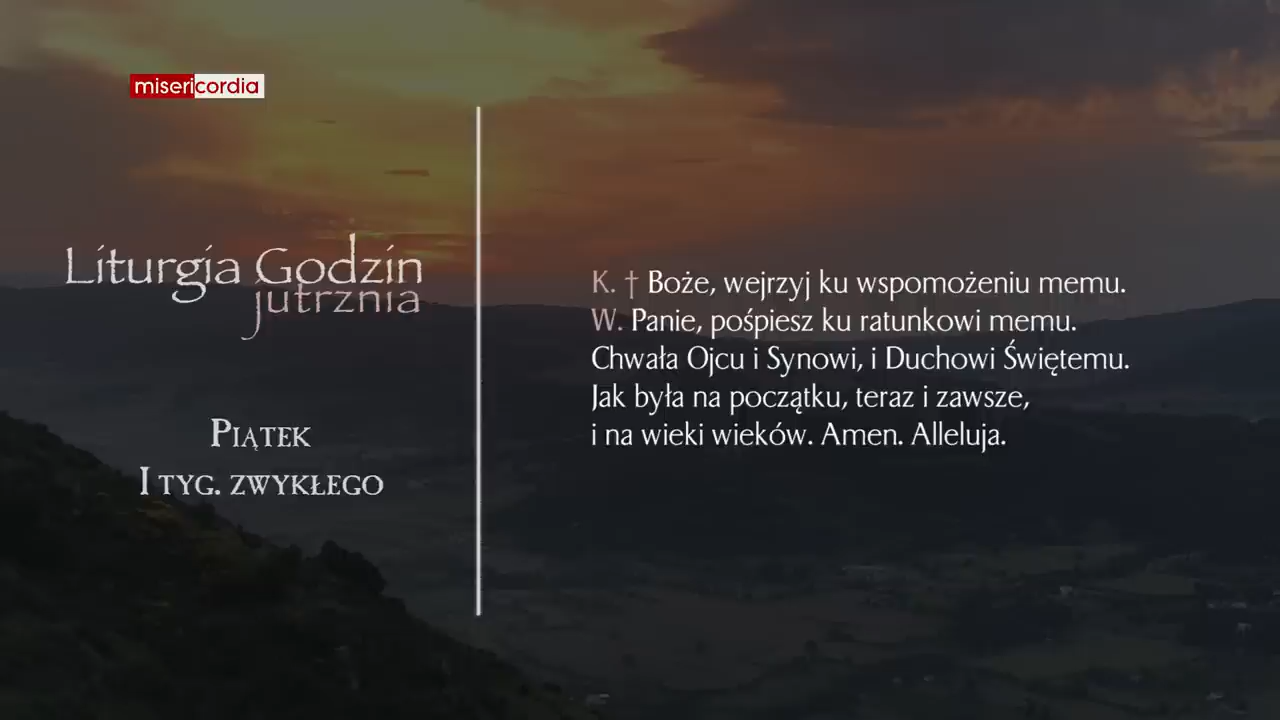 misericordia
Liturgia Godzin
jutrznia
Piątek
I tyg. zwykłego
K. † Boże, wejrzyj ku wspomożeniu memu.
W. Panie, pośpiesz ku ratunkowi memu.
Chwała Ojcu i Synowi, i Duchowi Świętemu.
Jak była na początku, teraz i zawsze,
i na wieki wieków. Amen. Alleluja.